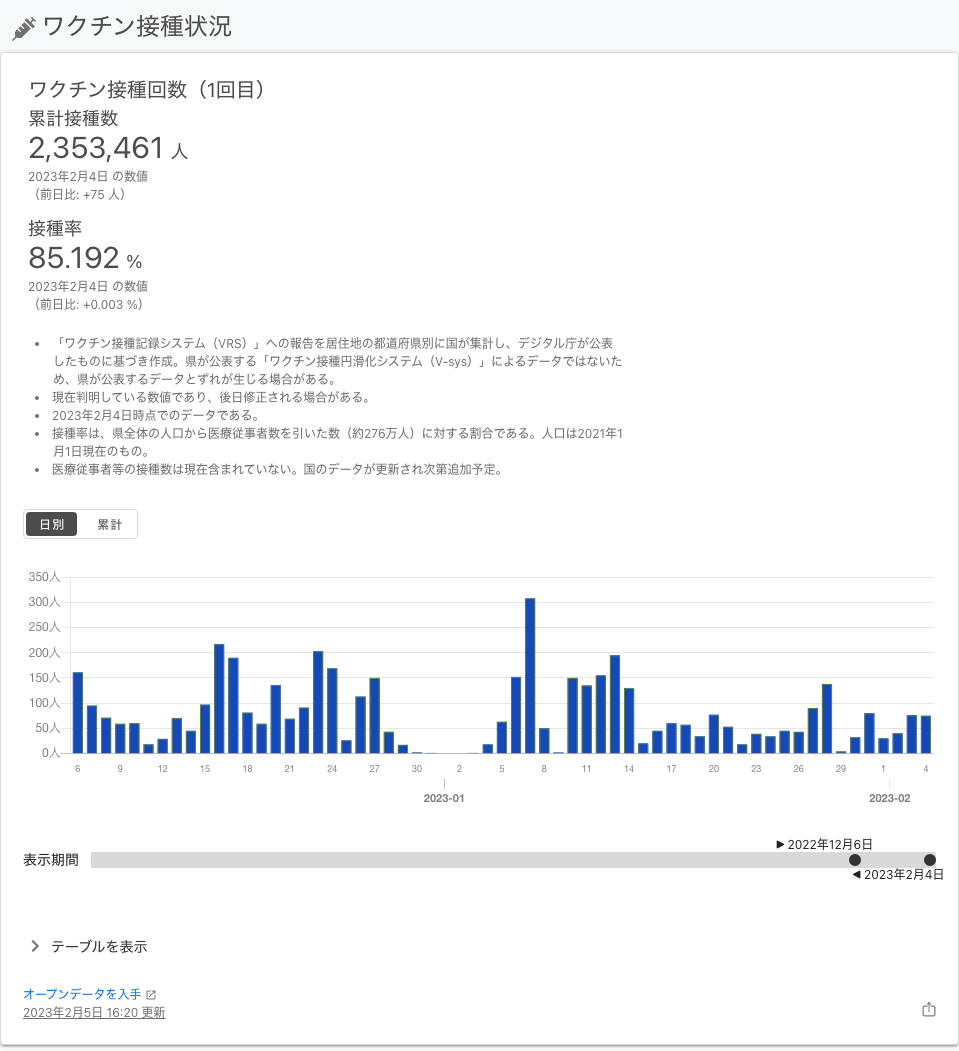 ワクチン接種状況
ワクチン接種回数（1回目）
累計接種数
2,353,461 人
2023年2月4日 の数値
（前日比: +75 人）
接種率
85.192 %
2023年2月4日 の数値
（前日比: +0.003 %）
• 「ワクチン接種記録システム（VRS）」への報告を居住地の都道府県別に国が集計し、デジタル庁が公表
したものに基づき作成。県が公表する「ワクチン接種円滑化システム（V-sys）」によるデータではないた
め、県が公表するデータとずれが生じる場合がある。
• 現在判明している数値であり、後日修正される場合がある。
• 2023年2月4日時点でのデータである。
• 接種率は、県全体の人口から医療従事者数を引いた数（約276万人）に対する割合である。人口は2021年1
月1日現在のもの。
• 医療従事者等の接種数は現在含まれていない。国のデータが更新され次第追加予定。
日別 累計
350人
300人
250人
200人
150人
100人
50人
0人
6 9 12 15 18 21 24 27 30 2 5 8 11 14 17 20 23 26 29 1 4
2023-01 2023-02
▶ 2022年12月6日
表示期間
◀ 2023年2月4日
テーブルを表示
オープンデータを入手
2023年2月5日 16:20 更新